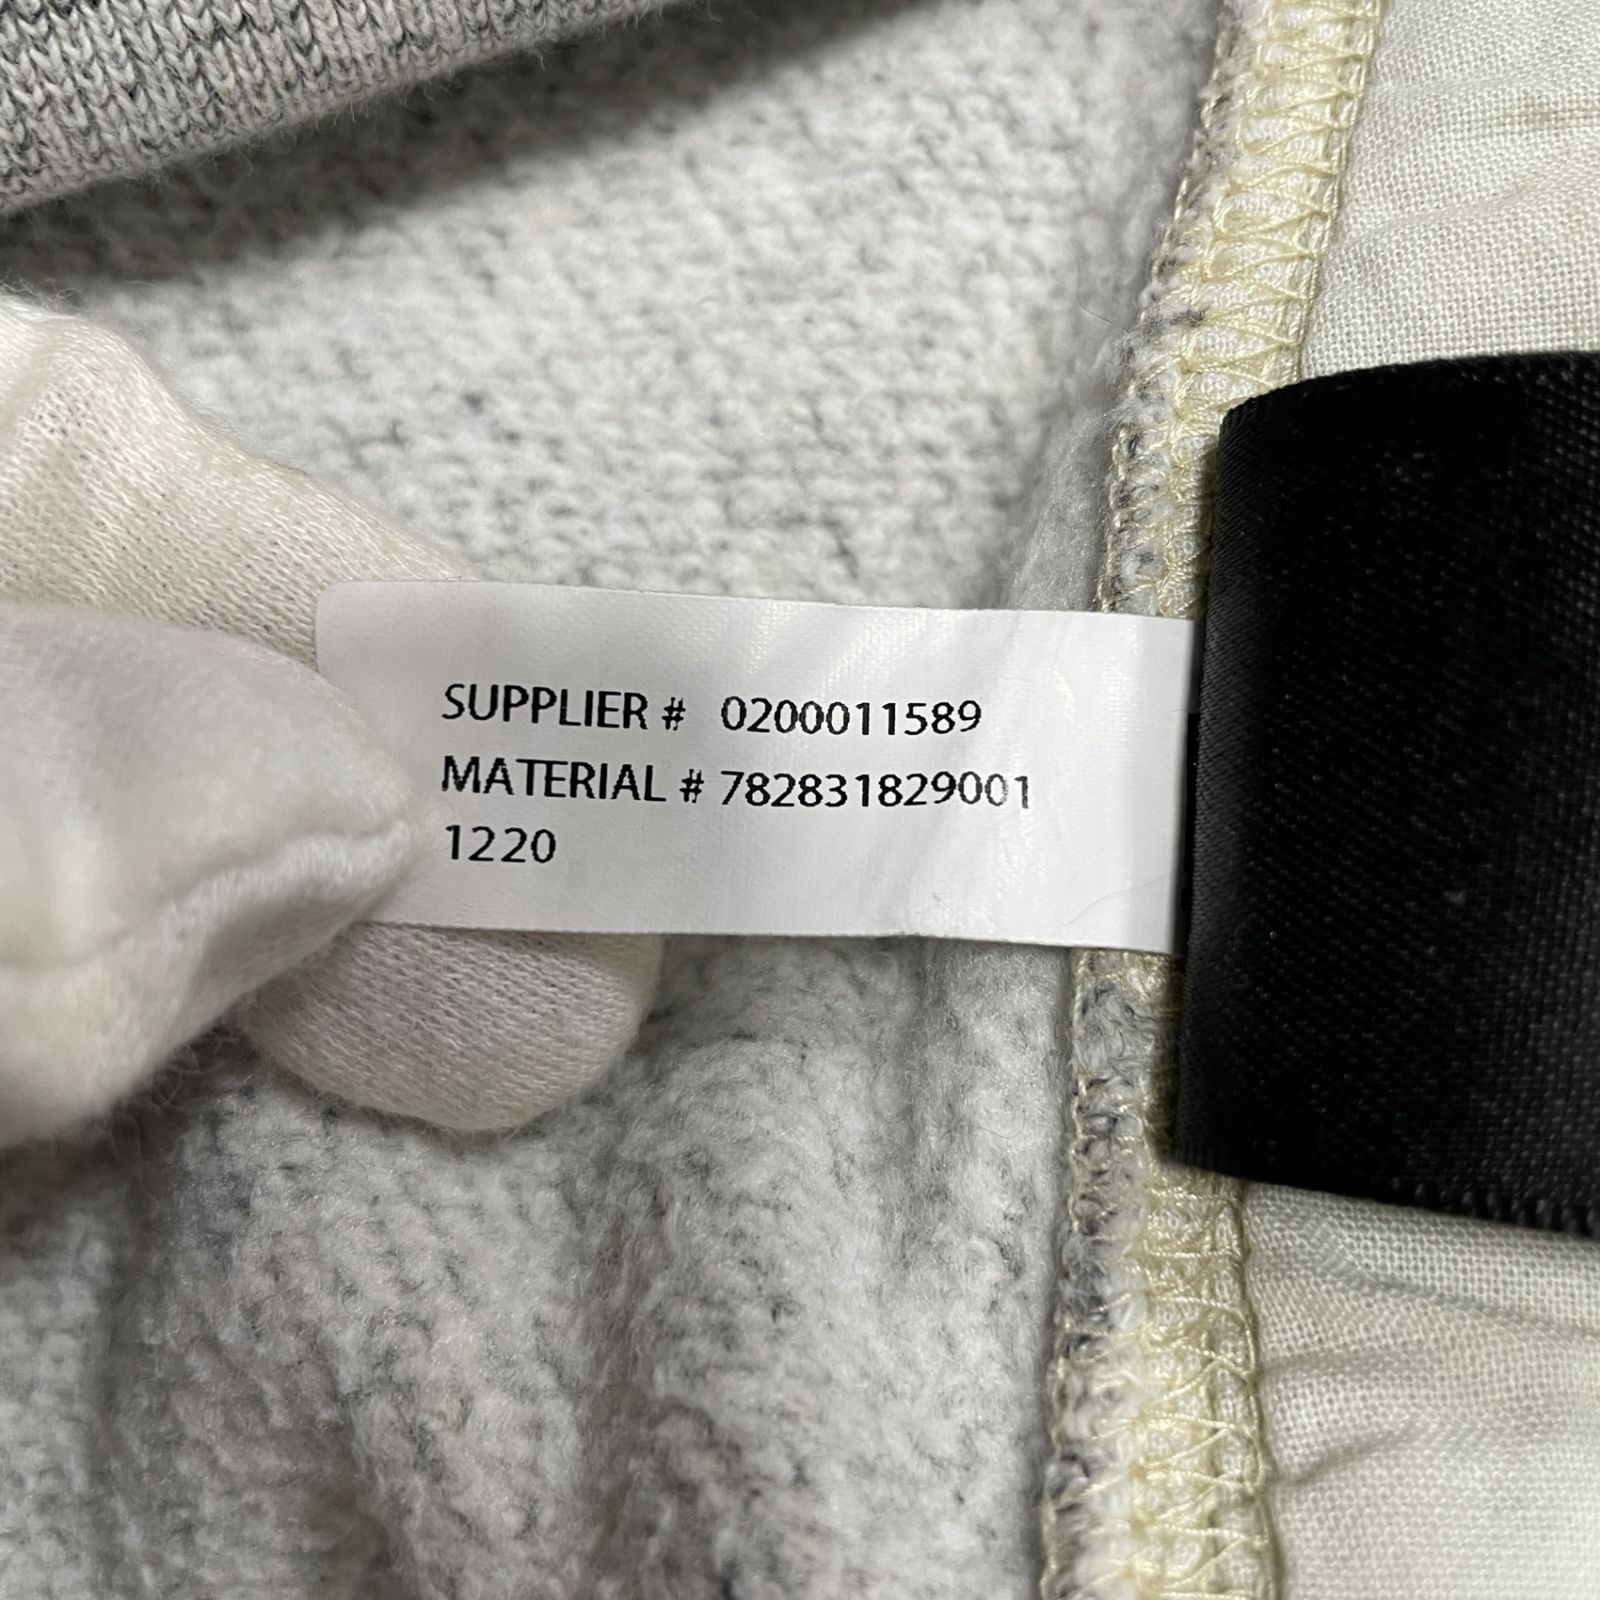 SUPPLIER # 0200011589
MATERIAL # 782831829001
1220